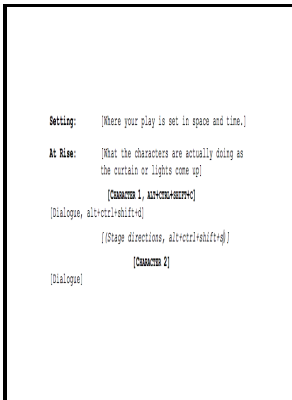 Setting: [Where your play is set in space and time.]
At Rise: [What the characters are actually doing as
the curtain or lights come up]
[CHARACTER 1, ALT+CTRL+SHIFT+C]
[Dialogue, alt+ctrl+shift+d]
[(Stage directions, alt+ctrl+shift+s)]
[CHARACTER 2]
[Dialogue]